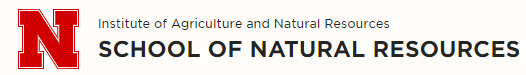 N
Institute of Agriculture and Natural Resources
SCHOOL OF NATURAL RESOURCES